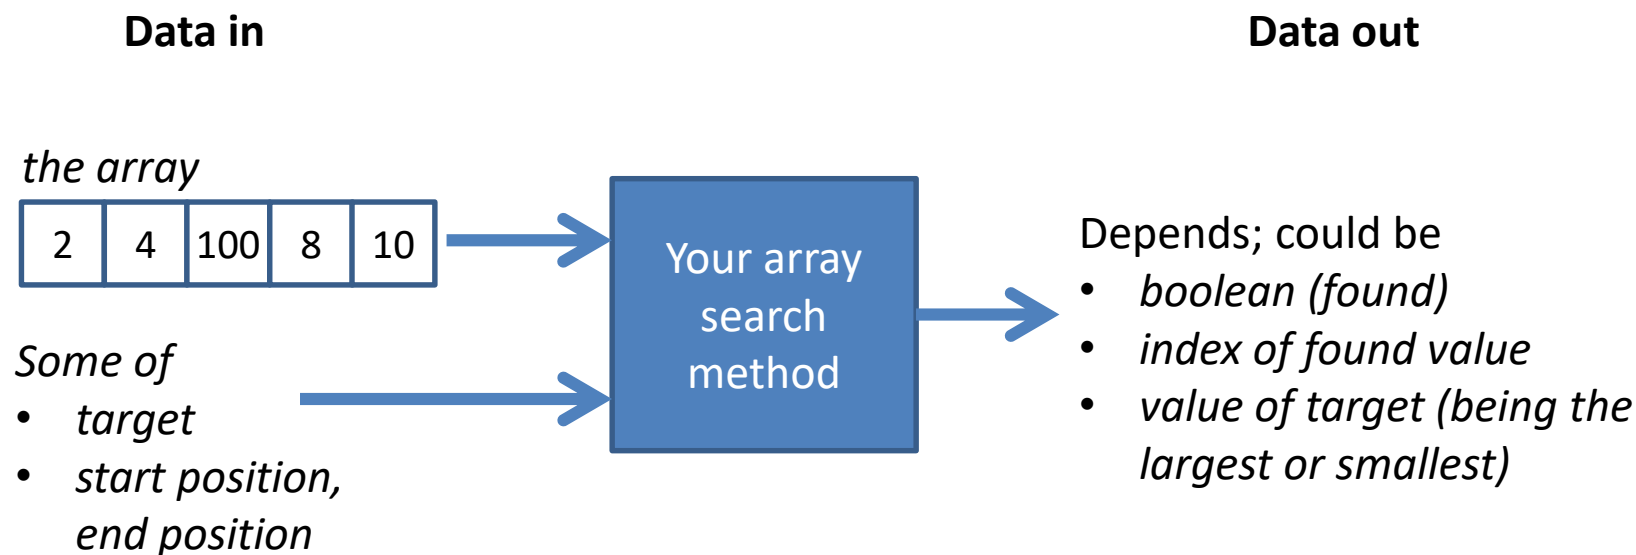 Data in
Data out
the array
2 4 100 8 10
Some of
• target
• start position,
end position
Your array
search
method
Depends; could be
• boolean (found)
• index of found value
• value of target (being the
largest or smallest)